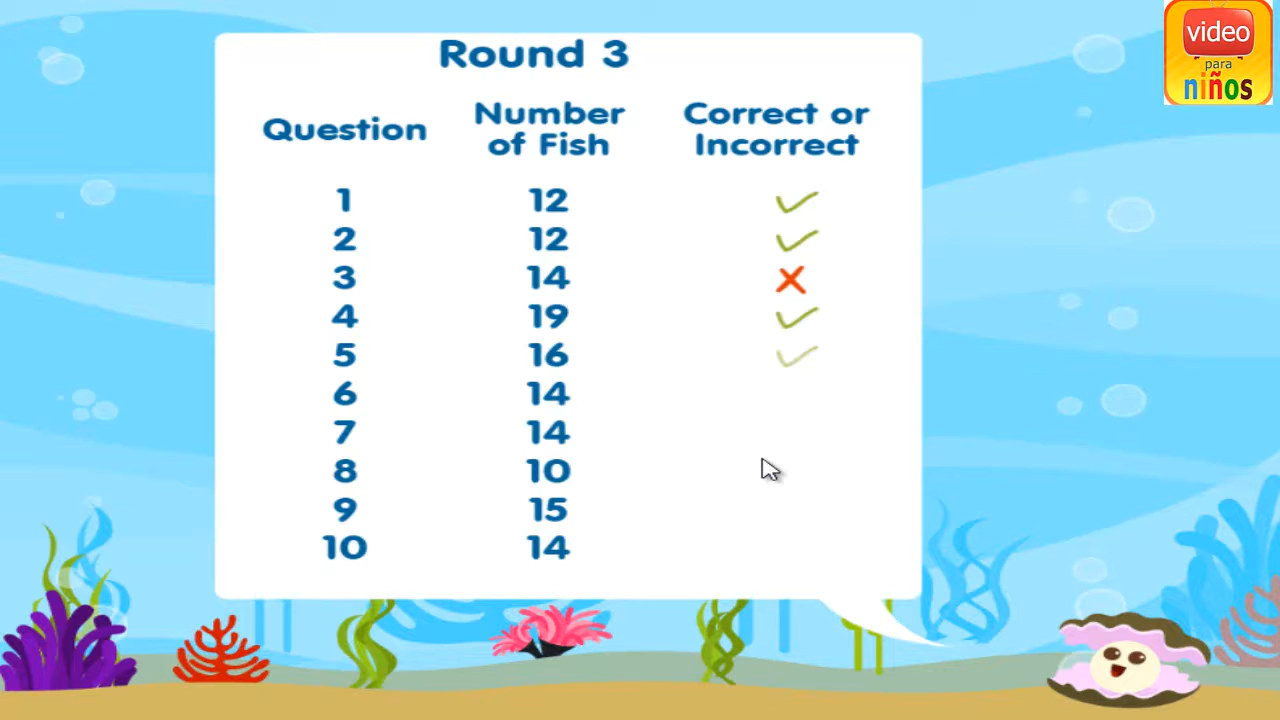 Round 3
Question
Number
of Fish
Correct or
Incorrect
1 12
2 12
3 14
4 19
5 16
6 14
7 14
8 10
9 15
10 14
video
para
niños